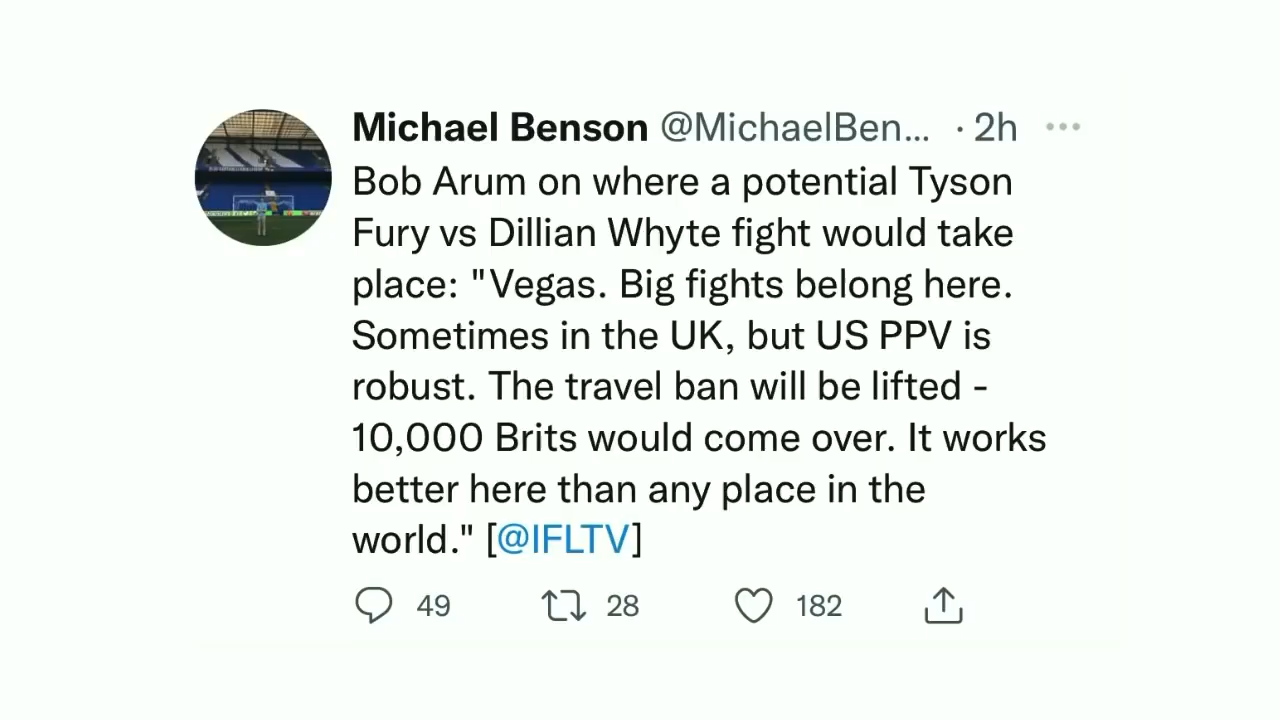 Michael Benson @MichaelBen... · 2h
Bob Arum on where a potential Tyson
Fury vs Dillian Whyte fight would take
place: "Vegas. Big fights belong here.
Sometimes in the UK, but US PPV is
robust. The travel ban will be lifted -
10,000 Brits would come over. It works
better here than any place in the
world." [@IFLTV]
49 28 182